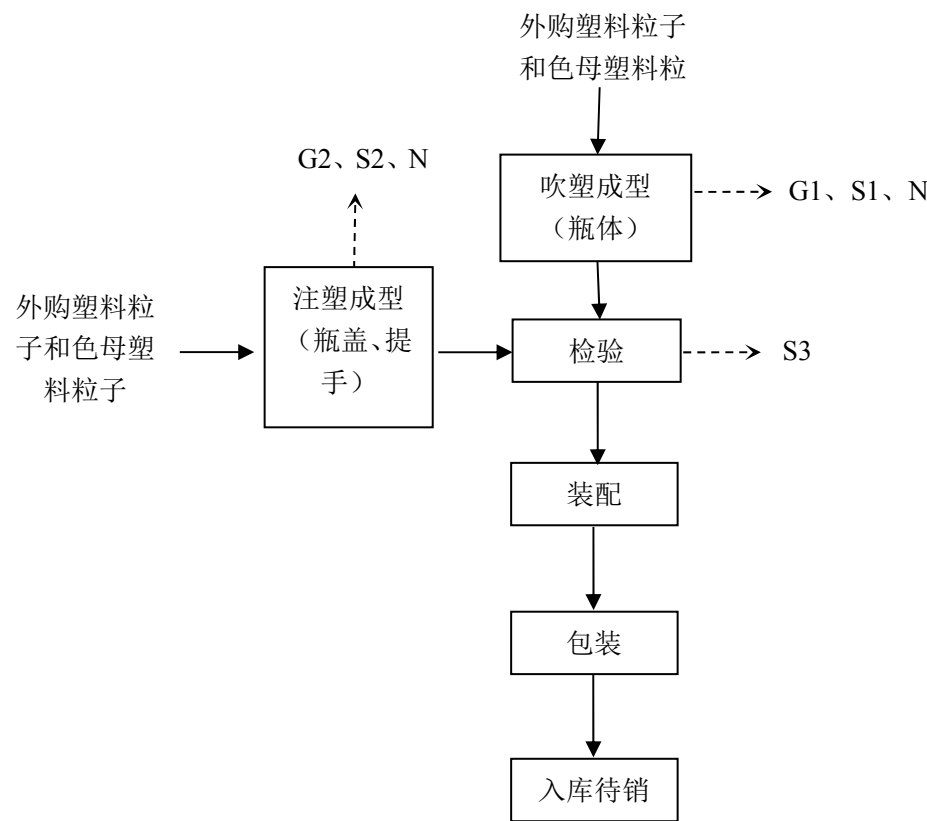 外购塑料粒子
和色母塑料粒
G2、S2、N
吹塑成型
（瓶体）
G1、S1、N
外购塑料粒
子和色母塑
料粒子
注塑成型
（瓶盖、提
手）
检验
S3
装配
包装
入库待销